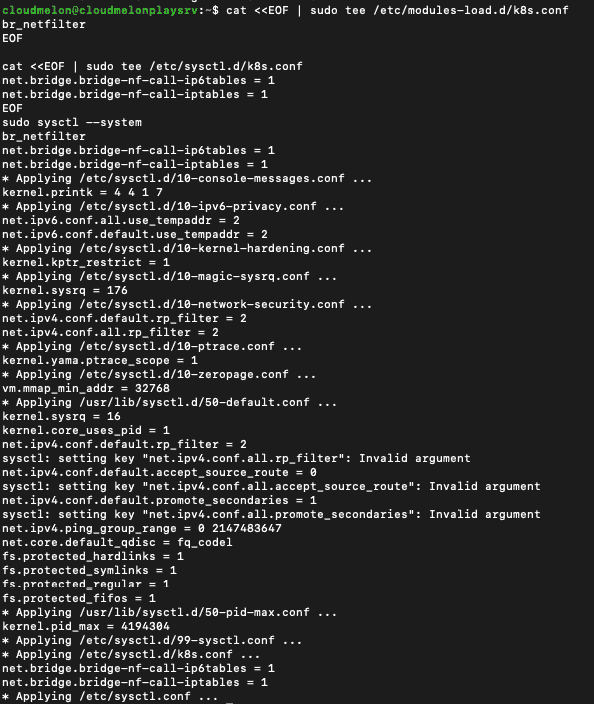 cloudmelon@cloudmelonplaysrv:~$ cat <<EOF | sudo tee /etc/modules-load.d/k8s.conf
br_netfilter
EOF
cat <<EOF | sudo tee /etc/sysctl.d/k8s.conf
net.bridge.bridge-nf-call-ip6tables = 1
net.bridge.bridge-nf-call-iptables = 1
EOF
sudo sysctl --system
br_netfilter
net.bridge.bridge-nf-call-ip6tables = 1
net.bridge.bridge-nf-call-iptables = 1
* Applying /etc/sysctl.d/10-console-messages.conf ...
kernel.printk = 4 4 1 7
* Applying /etc/sysctl.d/10-ipv6-privacy.conf ...
net.ipv6.conf.all.use_tempaddr = 2
net.ipv6.conf.default.use_tempaddr = 2
* Applying /etc/sysctl.d/10-kernel-hardening.conf ...
kernel.kptr_restrict = 1
* Applying /etc/sysctl.d/10-magic-sysrq.conf ...
kernel.sysrq = 176
* Applying /etc/sysctl.d/10-network-security.conf ...
net.ipv4.conf.default.rp_filter = 2
net.ipv4.conf.all.rp_filter = 2
* Applying /etc/sysctl.d/10-ptrace.conf ...
kernel.yama.ptrace_scope = 1
* Applying /etc/sysctl.d/10-zeropage.conf ...
vm.mmap_min_addr = 32768
* Applying /usr/lib/sysctl.d/50-default.conf ...
kernel.sysrq = 16
kernel.core_uses_pid = 1
net.ipv4.conf.default.rp_filter = 2
sysctl: setting key "net.ipv4.conf.all.rp_filter": Invalid argument
net.ipv4.conf.default.accept_source_route = 0
sysctl: setting key "net.ipv4.conf.all.accept_source_route": Invalid argument
net.ipv4.conf.default.promote_secondaries = 1
sysctl: setting key "net.ipv4.conf.all.promote_secondaries": Invalid argument
net.ipv4.ping_group_range = 0 2147483647
net.core.default_qdisc = fq_codel
fs.protected_hardlinks = 1
fs.protected_symlinks = 1
fs.protected_regular = 1
fs.protected_fifos = 1
* Applying /usr/lib/sysctl.d/50-pid-max.conf ...
kernel.pid_max = 4194304
* Applying /etc/sysctl.d/99-sysctl.conf ...
* Applying /etc/sysctl.d/k8s.conf ...
net.bridge.bridge-nf-call-ip6tables = 1
net.bridge.bridge-nf-call-iptables = 1
* Applying /etc/sysctl.conf ...